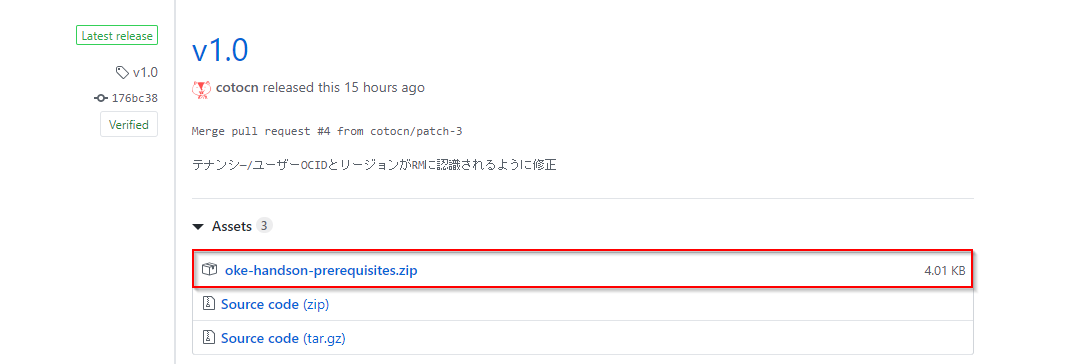 Latest release
v1.0
176bc38
Verified
v1.0
cotocn released this 15 hours ago
Merge pull request #4 from cotocn/patch-3
テナンシー/ユーザーOCIDとリージョンがRMに認識されるように修正
Assets 3
oke-handson-prerequisites.zip 4.01 KB
Source code (zip)
Source code (tar.gz)